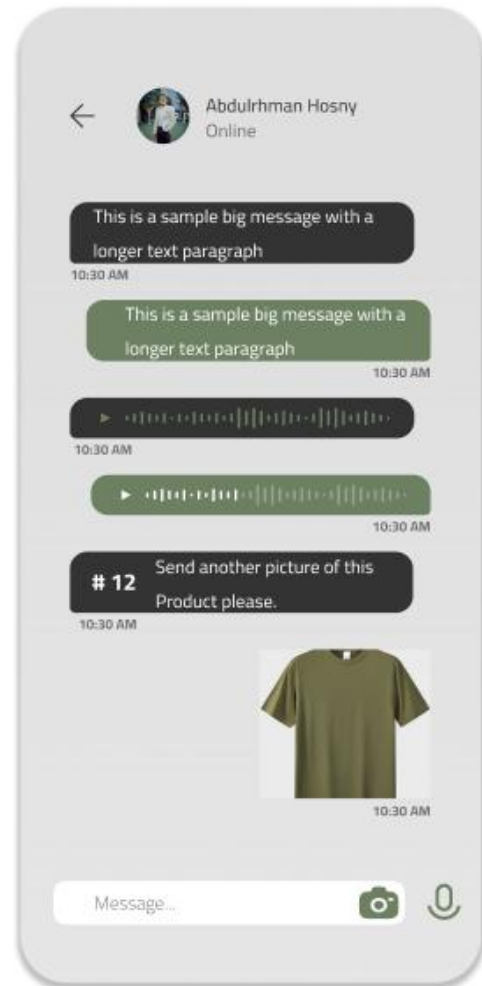 Abdulrhman Hosny
Online
This is a sample big message with a
longer text paragraph
10:30 AM
This is a sample big message with a
longer text paragraph
10:30 AM
10:30 AM
10:30 AM
# 12
Send another picture of this
Product please.
10:30 AM
10:30 AM
Message...